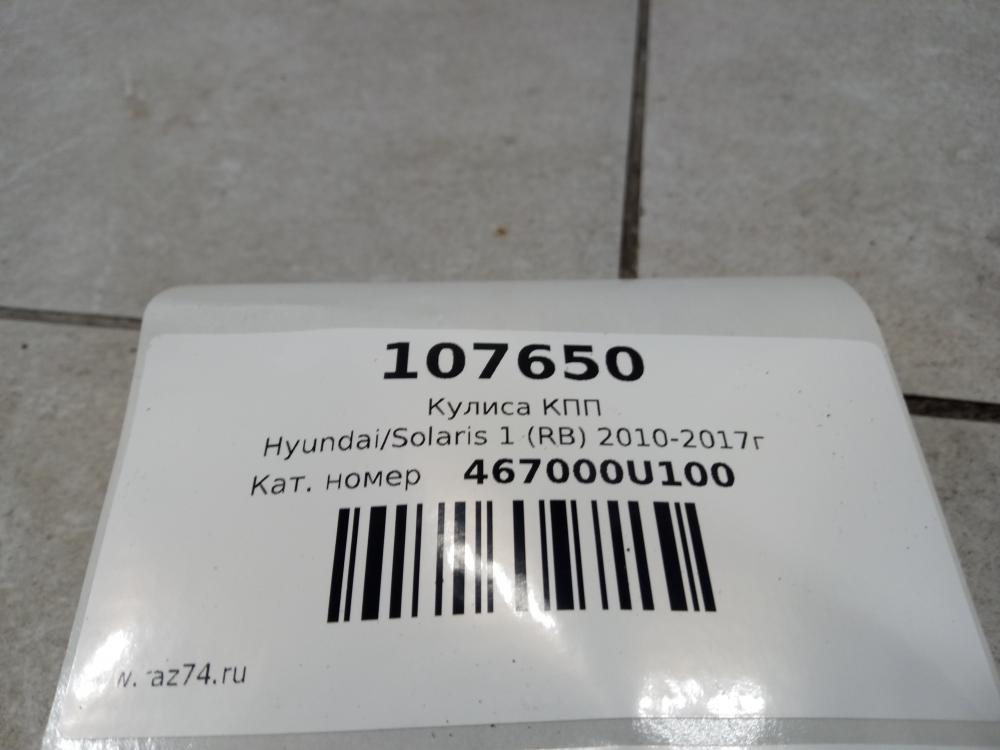 107650
Кулиса КПП
Hyundai/Solaris 1 (RB) 2010-2017г
Кат. номер 467000U100
az74.ru